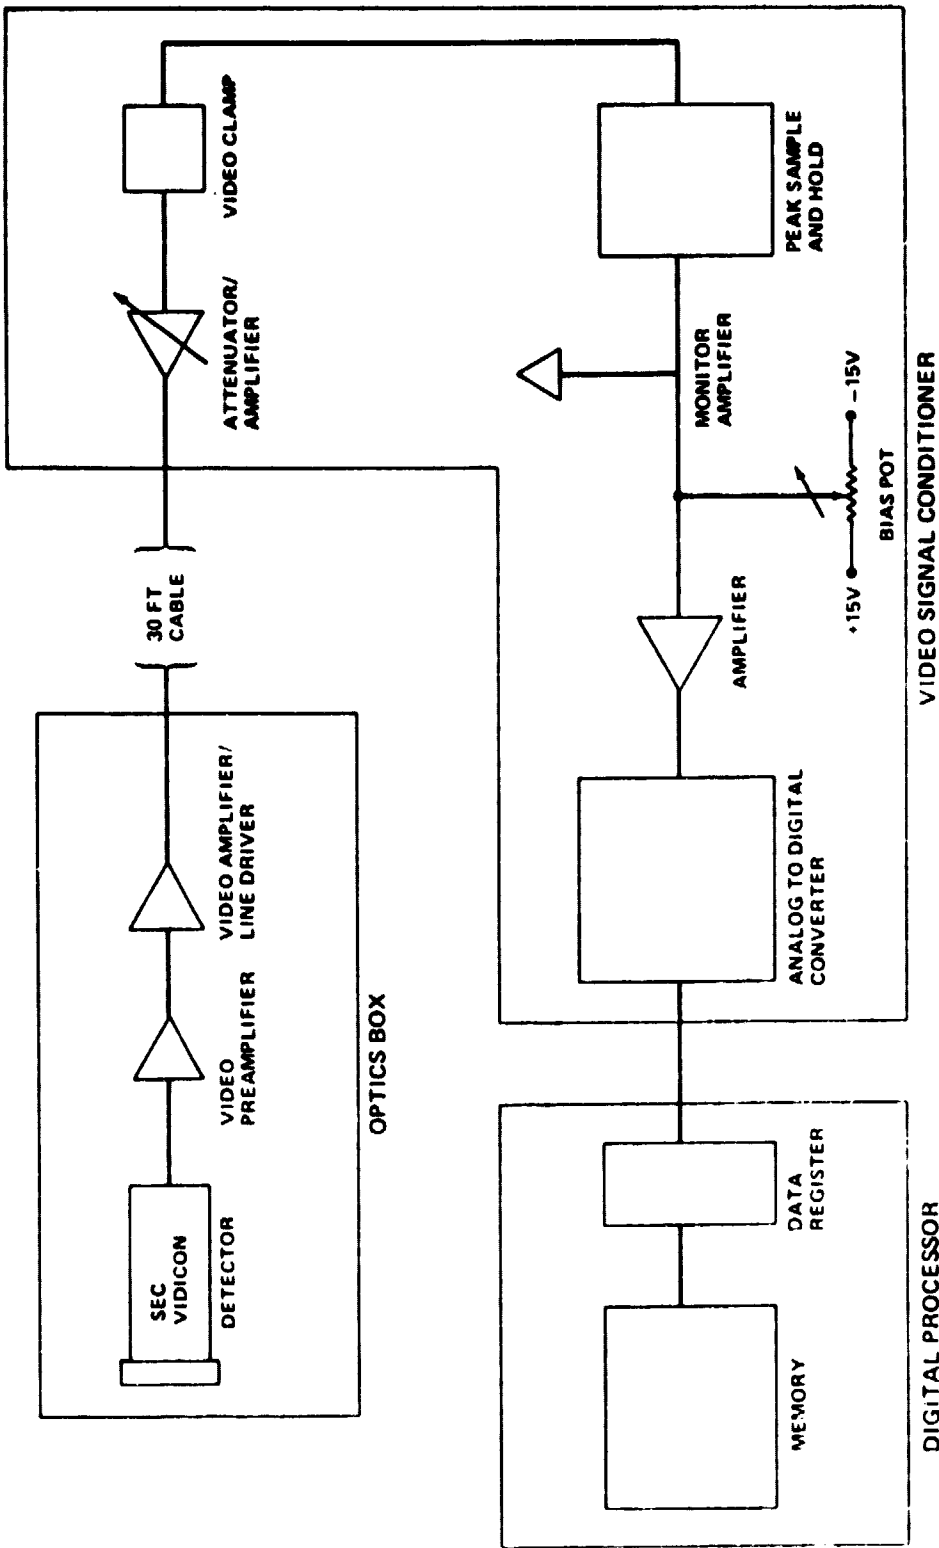 SEC
VIDICON
DETECTOR
VIDEO
PREAMPLIFIER
VIDEO AMPLIFIER/
LINE DRIVER
OPTICS BOX
30 FT
CABLE
ATTENUATOR/
AMPLIFIER
VIDEO CLAMP
PEAK SAMPLE
AND HOLD
MONITOR
AMPLIFIER
+15V
-15V
BIAS POT
AMPLIFIER
ANALOG TO DIGITAL
CONVERTER
VIDEO SIGNAL CONDITIONER
DATA
REGISTER
MEMORY
DIGITAL PROCESSOR